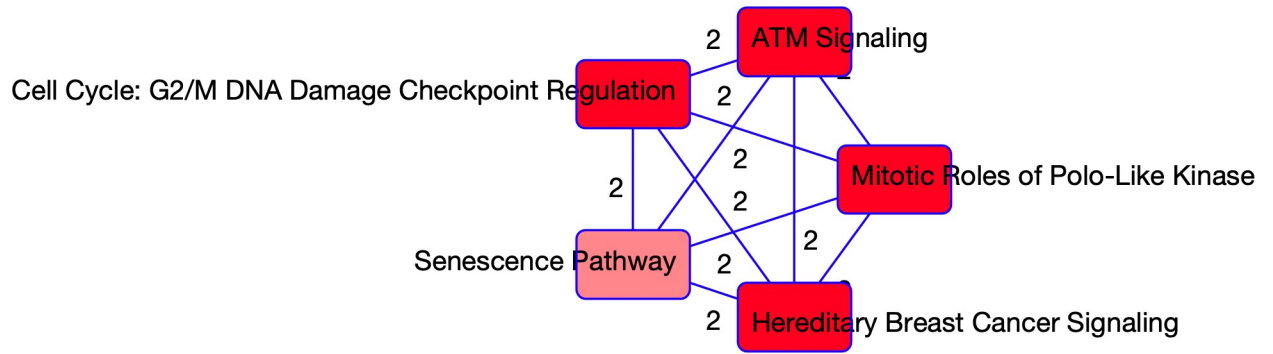 ATM Signaling
2
Cell Cycle: G2/M DNA Damage Checkpoint Regulation
2
2
Mitotic Roles of Polo-Like Kinase
2
2
2
Senescence Pathway
2
2
Hereditary Breast Cancer Signaling